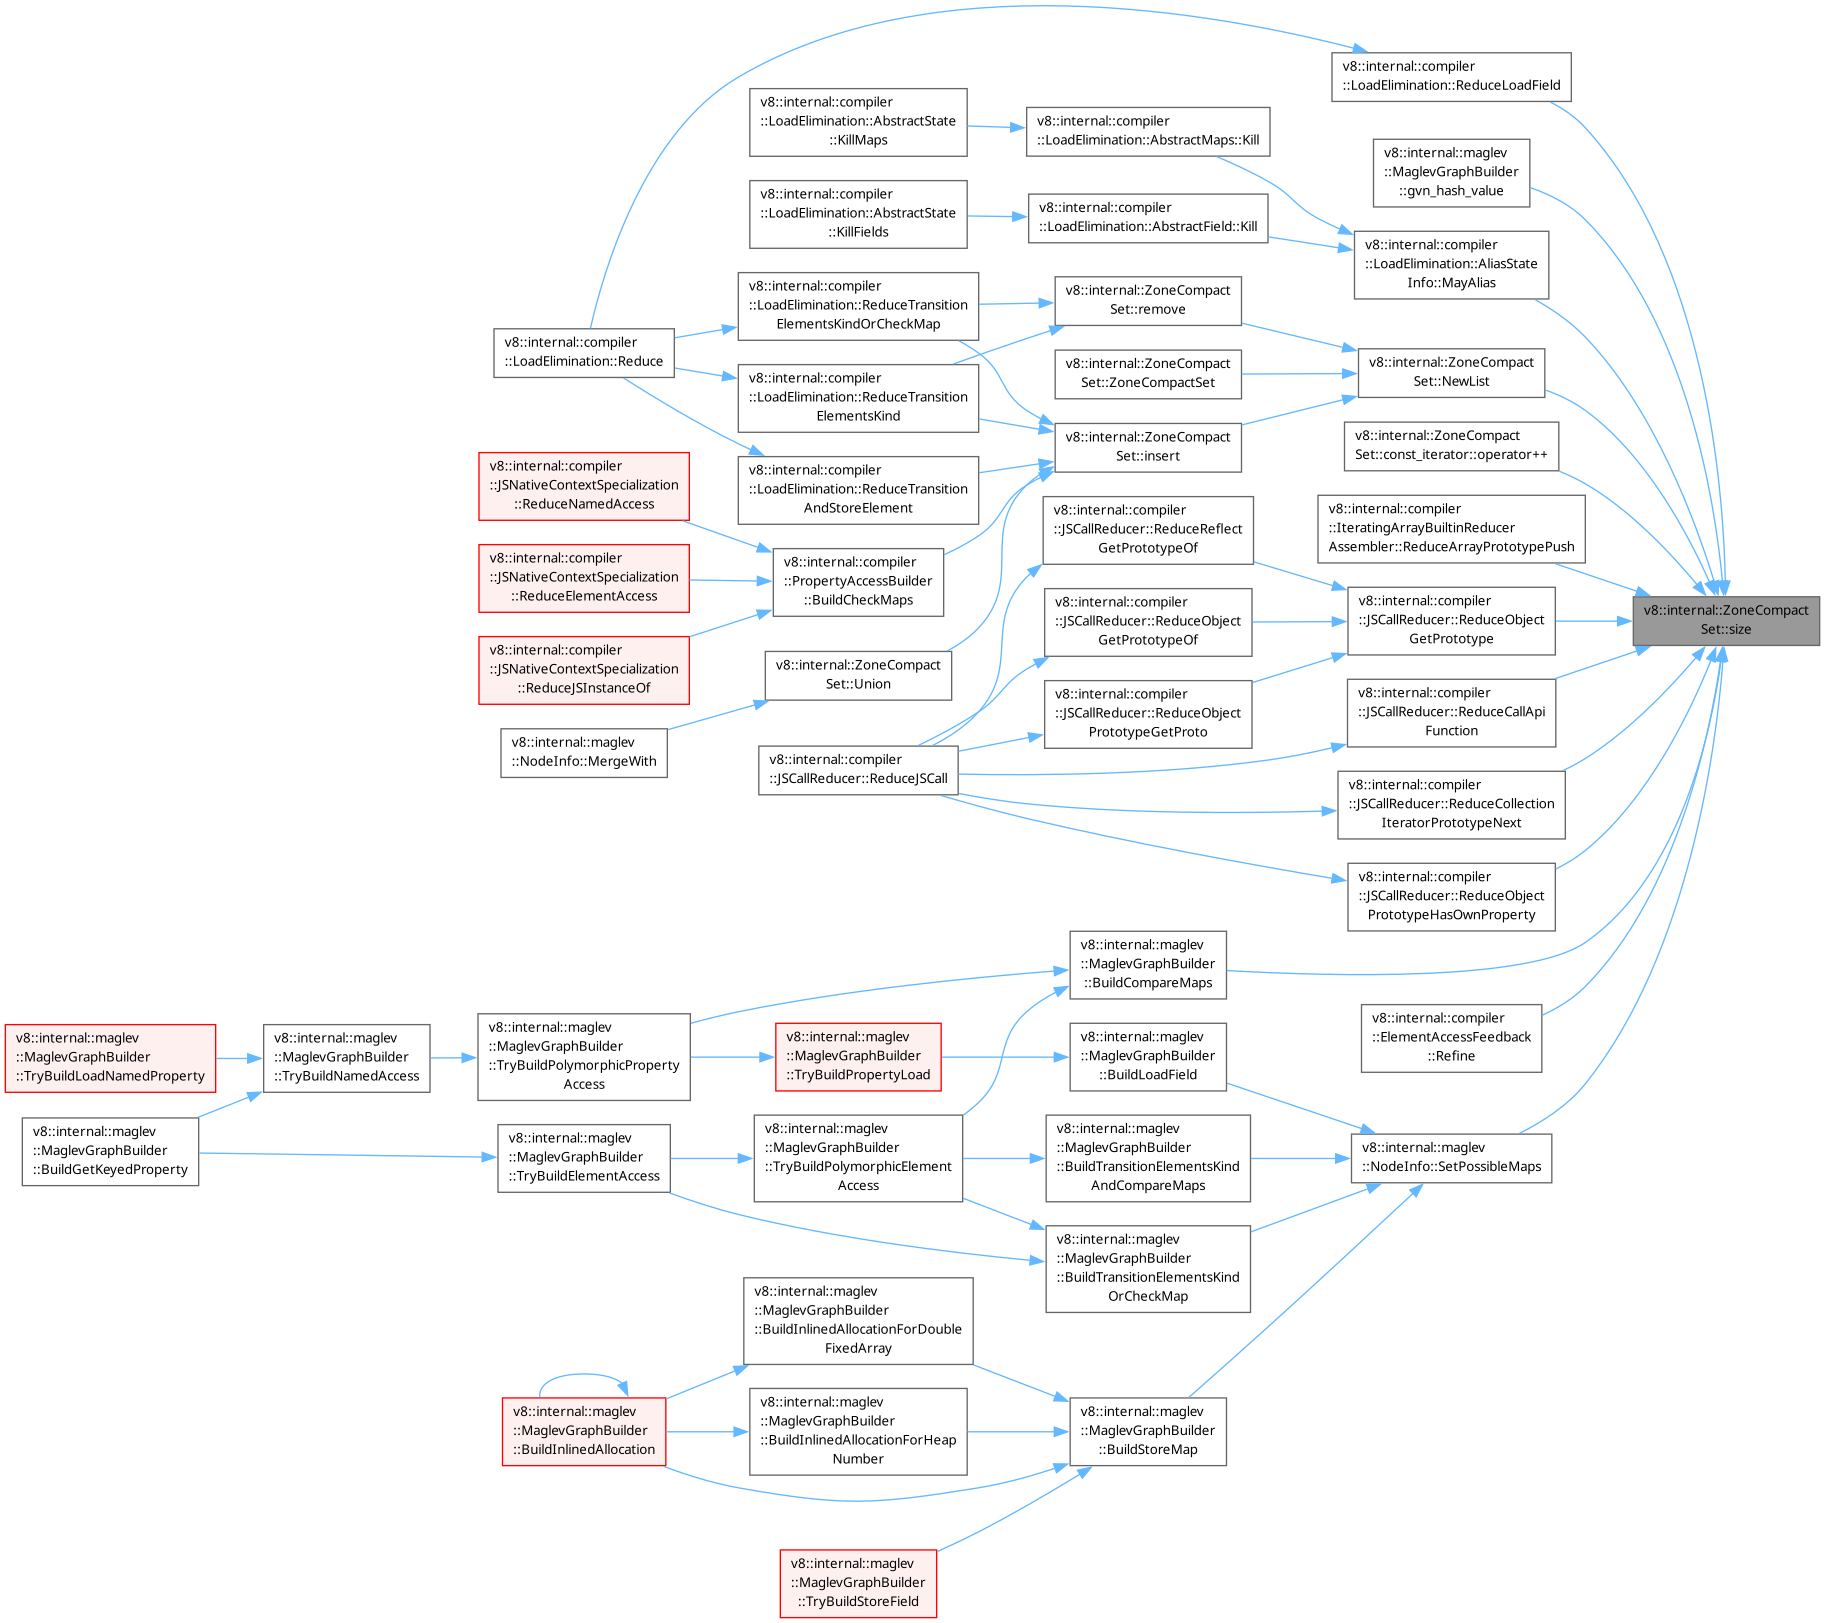 v8::internal::compiler
::LoadElimination::ReduceLoadField
v8::internal::compiler
::LoadElimination::AbstractState
::KillMaps
v8::internal::compiler
::LoadElimination::AbstractMaps::Kill
v8::internal::maglev
::MaglevGraphBuilder
::gvn_hash_value
v8::internal::compiler
::LoadElimination::AbstractState
::KillFields
v8::internal::compiler
::LoadElimination::AbstractField::Kill
v8::internal::compiler
::LoadElimination::AliasState
Info::MayAlias
v8::internal::compiler
::LoadElimination::ReduceTransition
ElementsKindOrCheckMap
v8::internal::ZoneCompact
Set::remove
v8::internal::compiler
::LoadElimination::Reduce
v8::internal::ZoneCompact
Set::ZoneCompactSet
v8::internal::ZoneCompact
Set::NewList
v8::internal::compiler
::LoadElimination::ReduceTransition
ElementsKind
v8::internal::ZoneCompact
Set::insert
v8::internal::ZoneCompact
Set::const_iterator::operator++
v8::internal::compiler
::JSNativeContextSpecialization
::ReduceNamedAccess
v8::internal::compiler
::LoadElimination::ReduceTransition
AndStoreElement
v8::internal::compiler
::JSCallReducer::ReduceReflect
GetPrototypeOf
v8::internal::compiler
::IteratingArrayBuiltinReducer
Assembler::ReduceArrayPrototypePush
v8::internal::compiler
::JSNativeContextSpecialization
::ReduceElementAccess
v8::internal::compiler
::PropertyAccessBuilder
::BuildCheckMaps
v8::internal::compiler
::JSCallReducer::ReduceObject
GetPrototypeOf
v8::internal::compiler
::JSCallReducer::ReduceObject
GetPrototype
v8::internal::ZoneCompact
Set::size
v8::internal::compiler
::JSNativeContextSpecialization
::ReduceJSInstanceOf
v8::internal::ZoneCompact
Set::Union
v8::internal::compiler
::JSCallReducer::ReduceObject
PrototypeGetProto
v8::internal::compiler
::JSCallReducer::ReduceCallApi
Function
v8::internal::maglev
::NodeInfo::MergeWith
v8::internal::compiler
::JSCallReducer::ReduceJSCall
v8::internal::compiler
::JSCallReducer::ReduceCollection
IteratorPrototypeNext
v8::internal::compiler
::JSCallReducer::ReduceObject
PrototypeHasOwnProperty
v8::internal::maglev
::MaglevGraphBuilder
::BuildCompareMaps
v8::internal::compiler
::ElementAccessFeedback
::Refine
v8::internal::maglev
::MaglevGraphBuilder
::TryBuildLoadNamedProperty
v8::internal::maglev
::MaglevGraphBuilder
::TryBuildNamedAccess
v8::internal::maglev
::MaglevGraphBuilder
::TryBuildPolymorphicProperty
Access
v8::internal::maglev
::MaglevGraphBuilder
::TryBuildPropertyLoad
v8::internal::maglev
::MaglevGraphBuilder
::BuildLoadField
v8::internal::maglev
::MaglevGraphBuilder
::BuildGetKeyedProperty
v8::internal::maglev
::MaglevGraphBuilder
::TryBuildElementAccess
v8::internal::maglev
::MaglevGraphBuilder
::TryBuildPolymorphicElement
Access
v8::internal::maglev
::MaglevGraphBuilder
::BuildTransitionElementsKind
AndCompareMaps
v8::internal::maglev
::NodeInfo::SetPossibleMaps
v8::internal::maglev
::MaglevGraphBuilder
::BuildTransitionElementsKind
OrCheckMap
v8::internal::maglev
::MaglevGraphBuilder
::BuildInlinedAllocationForDouble
FixedArray
v8::internal::maglev
::MaglevGraphBuilder
::BuildInlinedAllocation
v8::internal::maglev
::MaglevGraphBuilder
::BuildInlinedAllocationForHeap
Number
v8::internal::maglev
::MaglevGraphBuilder
::BuildStoreMap
v8::internal::maglev
::MaglevGraphBuilder
::TryBuildStoreField